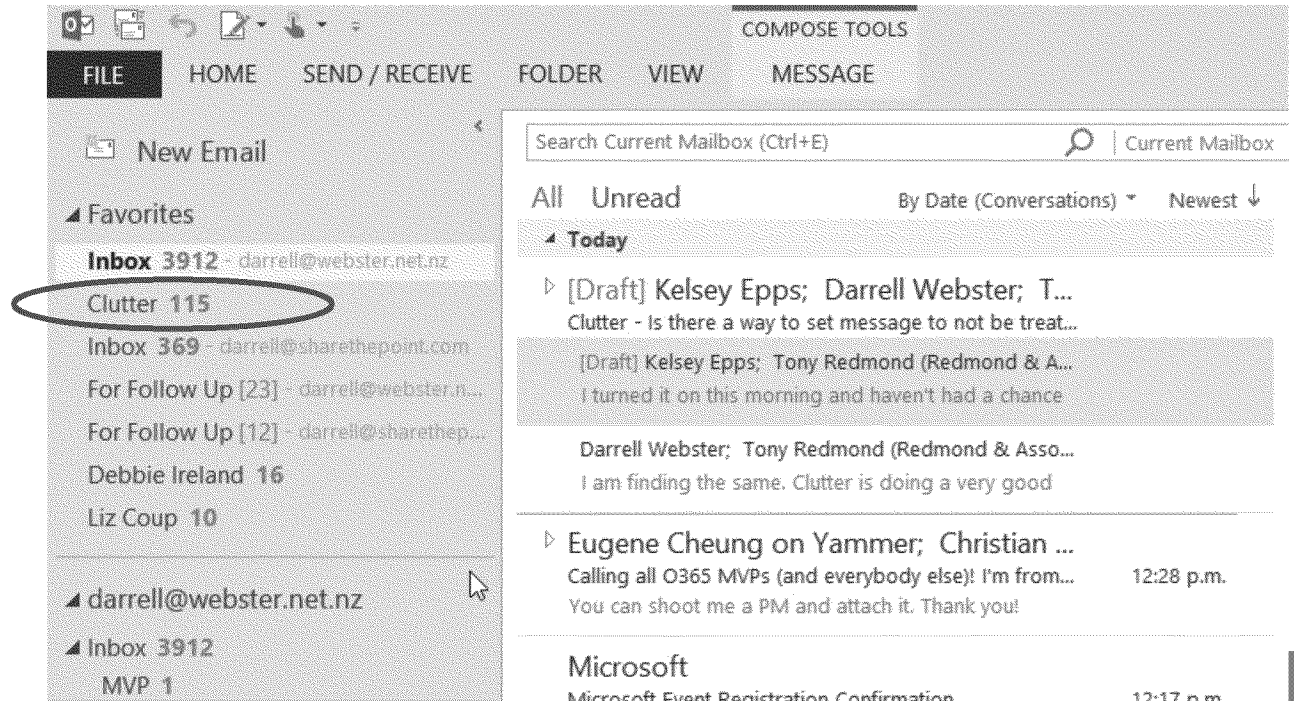 COMPOSE TOOLS
FILE HOME SEND / RECEIVE FOLDER VIEW MESSAGE
New Email
Favorites
Inbox 3912 - darrell@webster.net.nz
Clutter 115
Inbox 369 - darrell@sharethepoint.com
For Follow Up [23] - darrell@webster.n...
For Follow Up [12] - darrell@sharethep...
Debbie Ireland 16
Liz Coup 10
darrell@webster.net.nz
Inbox 3912
MVP 1
Search Current Mailbox (Ctrl+E) Current Mailbox
All Unread By Date (Conversations) Newest ↓
Today
[Draft] Kelsey Epps; Darrell Webster; T...
Clutter - Is there a way to set message to not be treat...
[Draft] Kelsey Epps; Tony Redmond (Redmond & A...
I turned it on this morning and haven't had a chance
Darrell Webster; Tony Redmond (Redmond & Asso...
I am finding the same. Clutter is doing a very good
Eugene Cheung on Yammer; Christian ...
Calling all O365 MVPs (and everybody else)! I'm from... 12:28 p.m.
You can shoot me a PM and attach it. Thank you!
Microsoft
Microsoft Event Registration Confirmation 12:17 p.m.